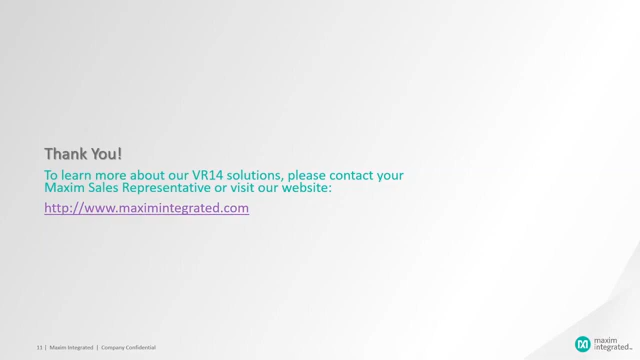 Thank You!
To learn more about our VR14 solutions, please contact your
Maxim Sales Representative or visit our website:
http://www.maximintegrated.com
11 | Maxim Integrated | Company Confidential
maxim
integrated™